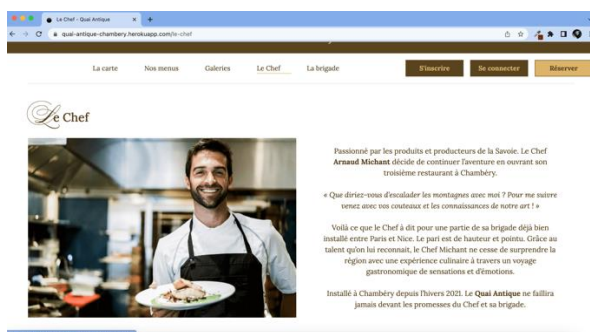 Le Chef - Quai Antique
quai-antique-chambery.herokuapp.com/le-chef
La carte Nos menus Galeries Le Chef La brigade S'inscrire Se connecter Réserver
Le Chef
Passionné par les produits et producteurs de la Savoie. Le Chef
Arnaud Michant décide de continuer l'aventure en ouvrant son
troisième restaurant à Chambéry.
« Que diriez-vous d'escalader les montagnes avec moi ? Pour me suivre
venez avec vos couteaux et les connaissances de notre art ! »
Voilà ce que le Chef à dit pour une partie de sa brigade déjà bien
installé entre Paris et Nice. Le pari est de hauteur et pointu. Grâce au
talent qu'on lui reconnait, le Chef Michant ne cesse de surprendre la
région avec une expérience culinaire à travers un voyage
gastronomique de sensations et d'émotions.
Installé à Chambéry depuis l'hivers 2021. Le Quai Antique ne faillira
jamais devant les promesses du Chef et sa brigade.